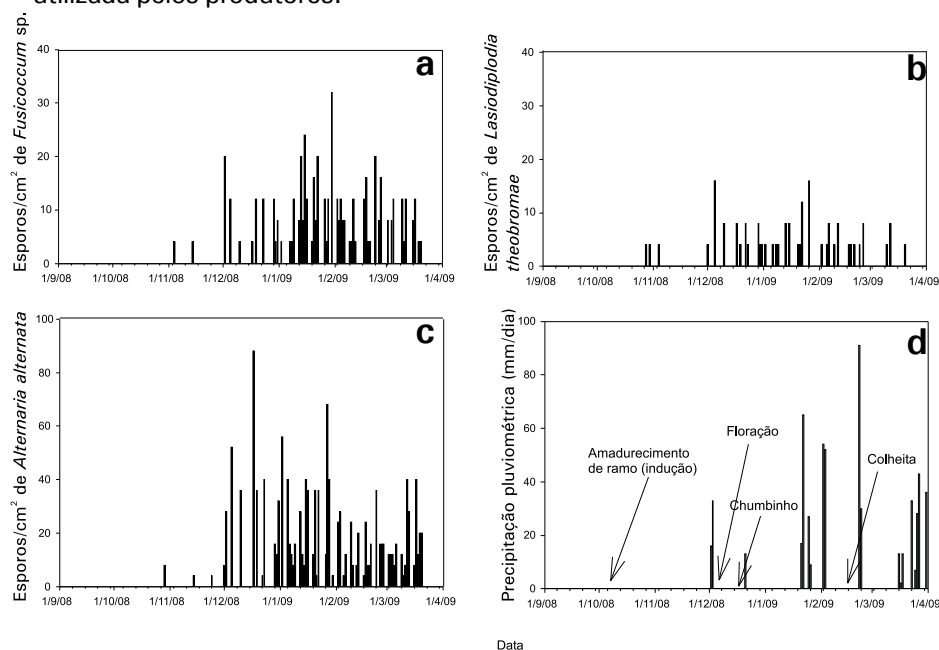 utilizada pelos produtores.
Esporos/cm² de Fusicoccum sp.
40
30
20
10
0
a
1/9/08 1/10/08 1/11/08 1/12/08 1/1/09 1/2/09 1/3/09 1/4/09
Esporos/cm² de Lasiodiplodia
theobromae
40
30
20
10
0
b
1/9/08 1/10/08 1/11/08 1/12/08 1/1/09 1/2/09 1/3/09 1/4/09
Esporos/cm² de Alternaria alternata
100
80
60
40
20
0
c
1/9/08 1/10/08 1/11/08 1/12/08 1/1/09 1/2/09 1/3/09 1/4/09
Precipitação pluviométrica (mm/dia)
100
80
60
40
20
0
d
Floração
Amadurecimento
de ramo (indução)
Colheita
Chumbinho
1/9/08 1/10/08 1/11/08 1/12/08 1/1/09 1/2/09 1/3/09 1/4/09
Data